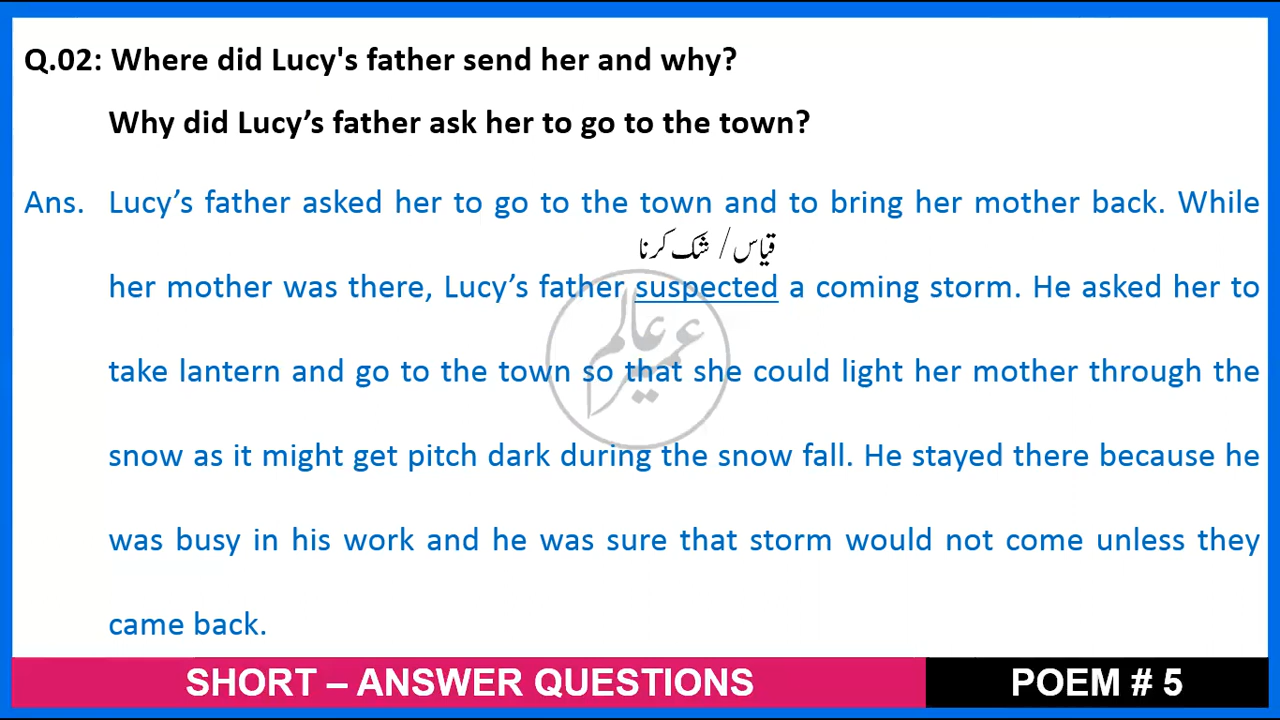 Q.02: Where did Lucy's father send her and why?
Why did Lucy’s father ask her to go to the town?
Ans. Lucy’s father asked her to go to the town and to bring her mother back. While
قیاس / شک کرنا
her mother was there, Lucy’s father suspected a coming storm. He asked her to
عمیر عالم
take lantern and go to the town so that she could light her mother through the
snow as it might get pitch dark during the snow fall. He stayed there because he
was busy in his work and he was sure that storm would not come unless they
came back.
SHORT – ANSWER QUESTIONS
POEM # 5